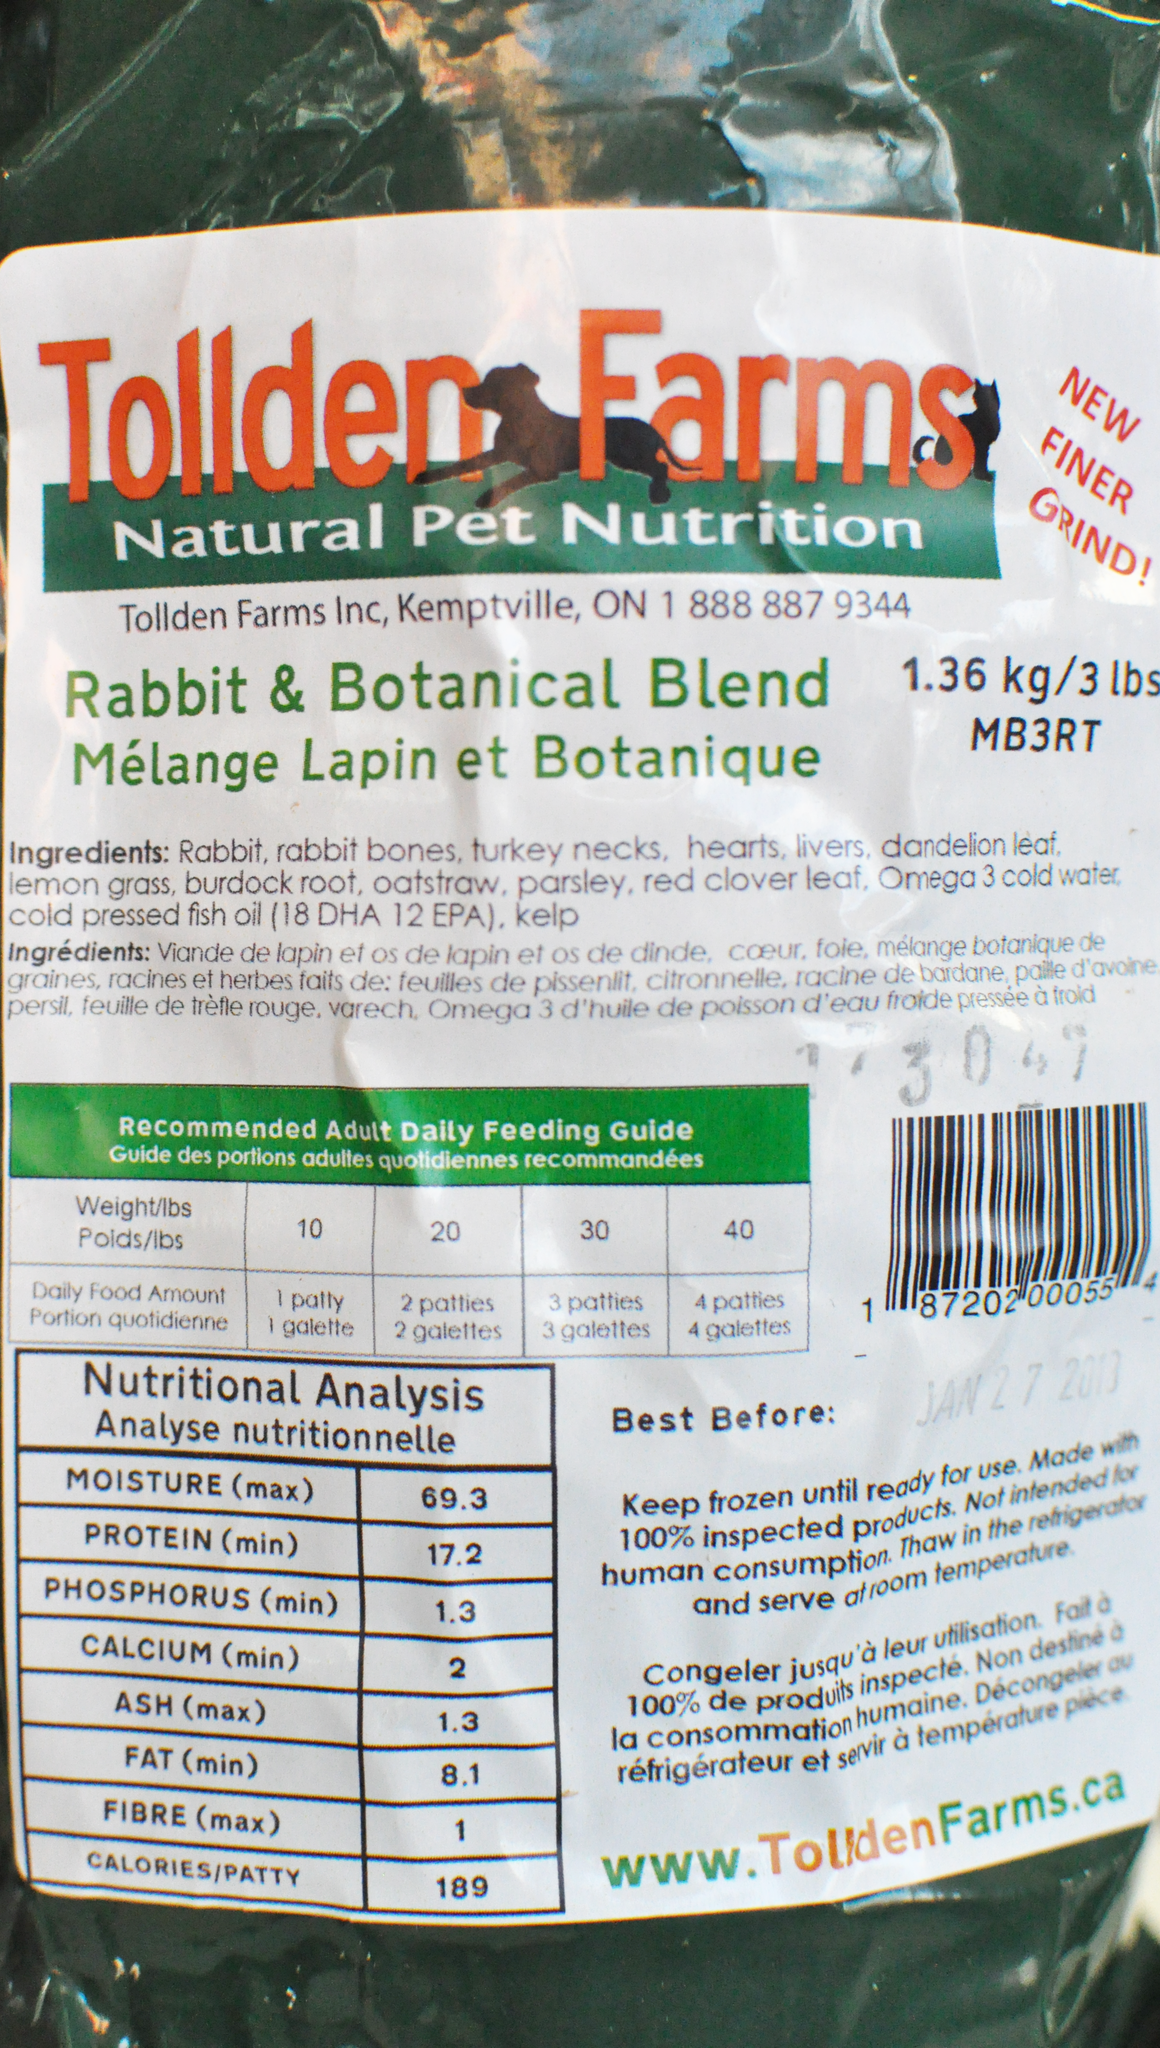 Tollden Farms
Natural Pet Nutrition
NEW
FINER
GRIND!
Tollden Farms Inc, Kemptville, ON 1 888 887 9344
Rabbit & Botanical Blend
Mélange Lapin et Botanique
1.36 kg/3 lbs
MB3RT
Ingredients: Rabbit, rabbit bones, turkey necks, hearts, livers, dandelion leaf,
lemon grass, burdock root, oatstraw, parsley, red clover leaf, Omega 3 cold water,
cold pressed fish oil (18 DHA 12 EPA), kelp
Ingrédients: Viande de lapin et os de lapin et os de dinde, cœur, foie, mélange botanique de
graines, racines et herbes faits de: feuilles de pissenlit, citronnelle, racine de bardane, paille d'avoine,
persil, feuille de trèfle rouge, varech, Omega 3 d'huile de poisson d'eau froide pressée à froid
Recommended Adult Daily Feeding Guide
Guide des portions adultes quotidiennes recommandées
Weight/lbs 10 20 30 40
Poids/lbs
Daily Food Amount 1 patty 2 patties 3 patties 4 patties
Portion quotidienne 1 galette 2 galettes 3 galettes 4 galettes
1 87202 00055 4
Nutritional Analysis
Analyse nutritionnelle
MOISTURE (max) 69.3
PROTEIN (min) 17.2
PHOSPHORUS (min) 1.3
CALCIUM (min) 2
ASH (max) 1.3
FAT (min) 8.1
FIBRE (max) 1
CALORIES/PATTY 189
Best Before: JAN 27 2013
Keep frozen until ready for use. Made with
100% inspected products. Not intended for
human consumption. Thaw in the refrigerator
and serve at room temperature.
Congeler jusqu'à leur utilisation. Fait à
100% de produits inspecté. Non destiné à
la consommation humaine. Décongeler au
réfrigérateur et servir à température pièce.
www.TolldenFarms.ca